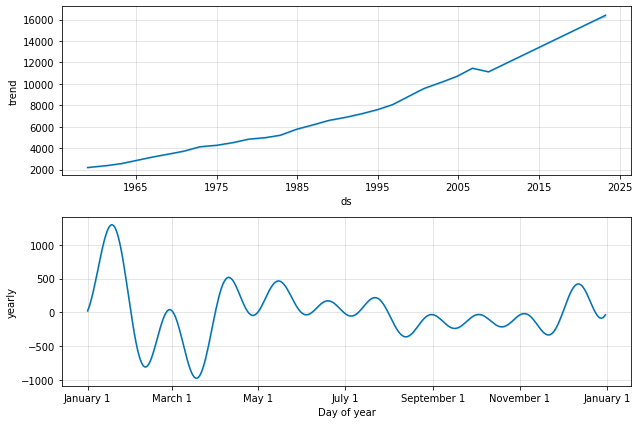 16000
14000
12000
10000
8000
6000
4000
2000
trend
1965 1975 1985 1995 2005 2015 2025
ds
1000
500
0
−500
−1000
yearly
January 1 March 1 May 1 July 1 September 1 November 1 January 1
Day of year